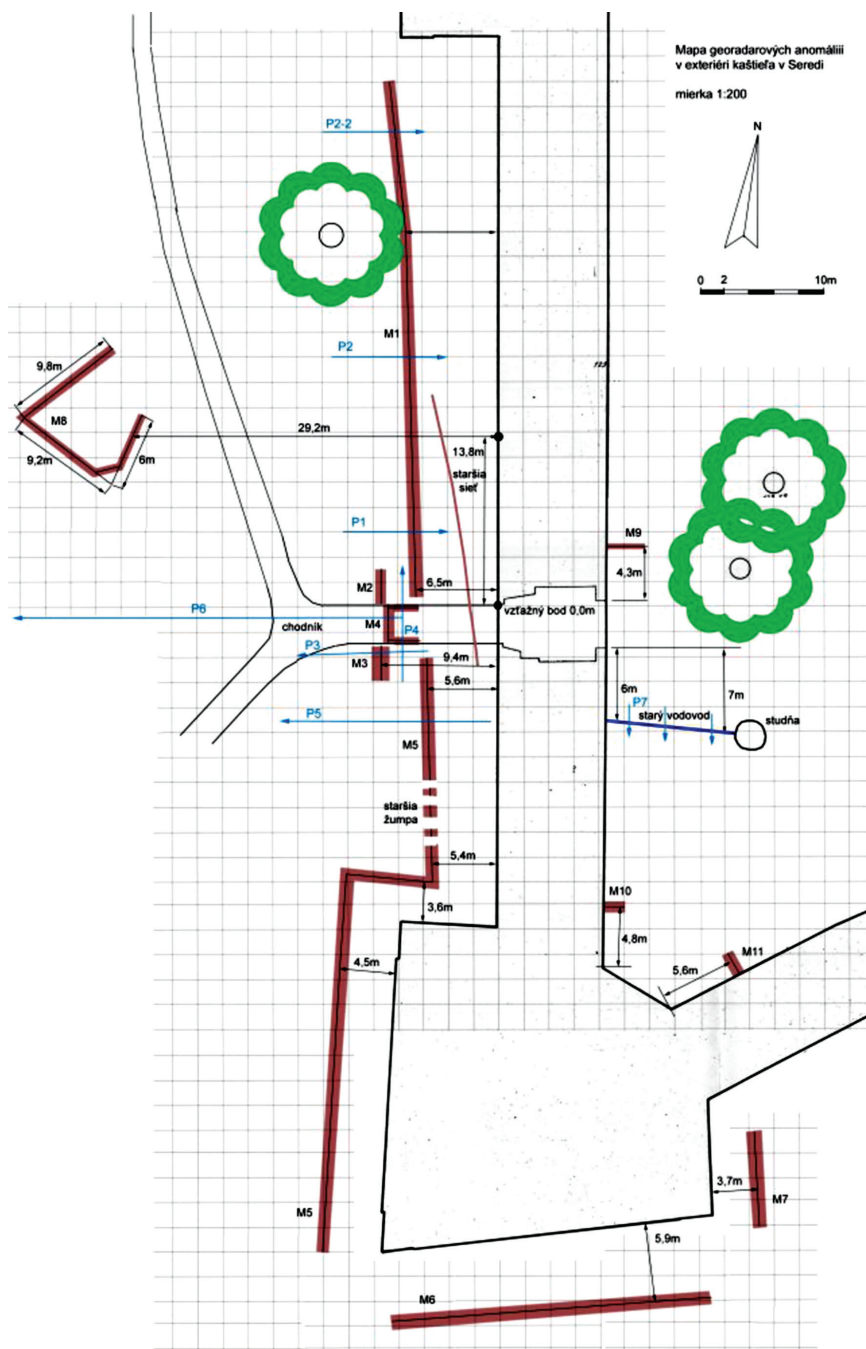 Mapa georadarových anomálií
v exteriéri kaštieľa v Seredi
mierka 1:200
N
0 2 10m
P2-2
M1
P2
9,8m
M8
9,2m
6m
29,2m
13,8m
staršia
sieť
P1
M9
4,3m
M2
6,5m
vzťažný bod 0,0m
P6
chodník
M4
P4
P3
M3
9,4m
5,6m
6m
7m
P7
starý vodovod
studňa
P5
M5
staršia
žumpa
5,4m
3,6m
M10
4,8m
M11
5,6m
4,5m
M5
3,7m
M7
5,9m
M6